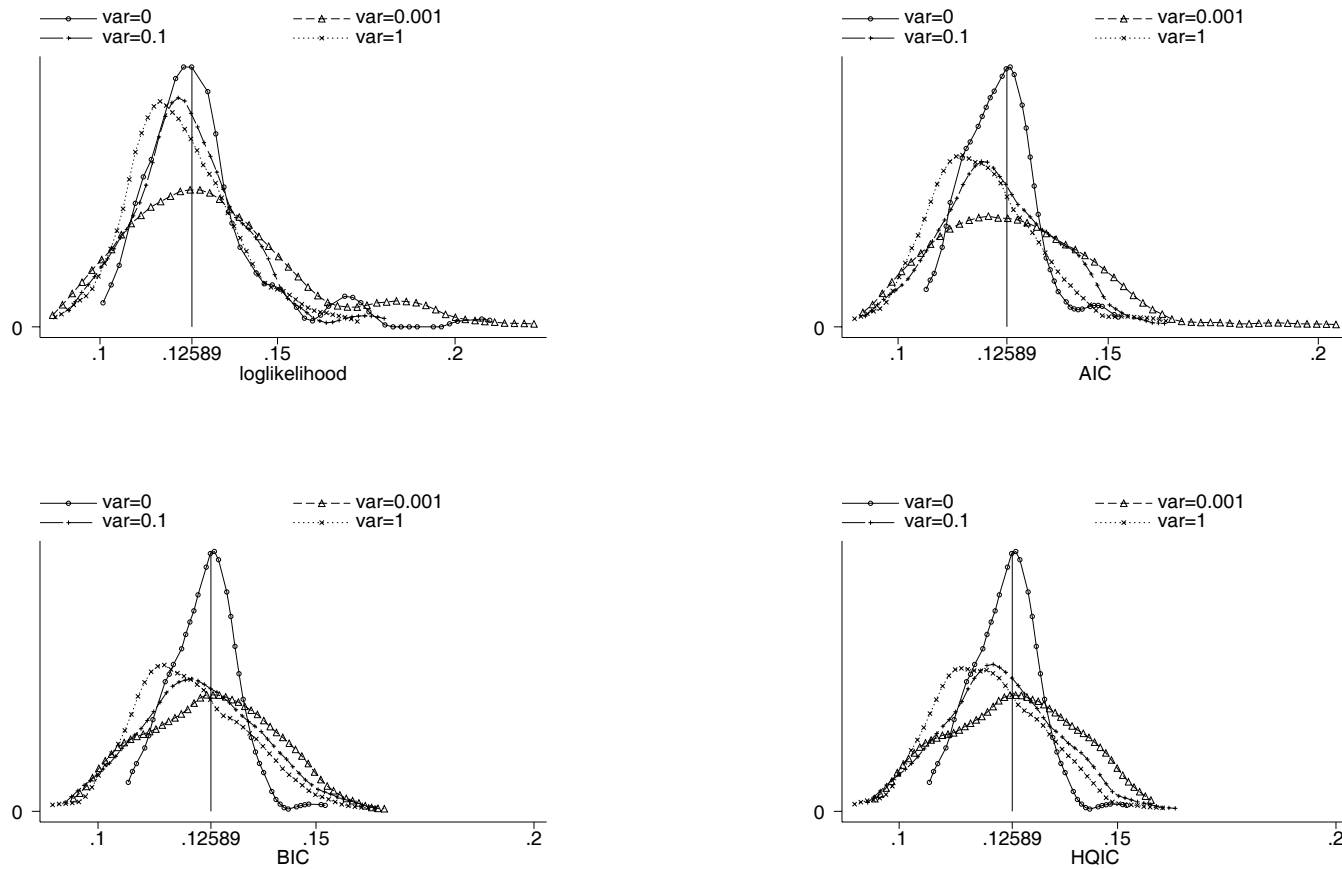 var=0 var=0.001
var=0.1 var=1
0
.1 .12589 .15 .2
loglikelihood
var=0 var=0.001
var=0.1 var=1
0
.1 .12589 .15 .2
AIC
var=0 var=0.001
var=0.1 var=1
0
.1 .12589 .15 .2
BIC
var=0 var=0.001
var=0.1 var=1
0
.1 .12589 .15 .2
HQIC